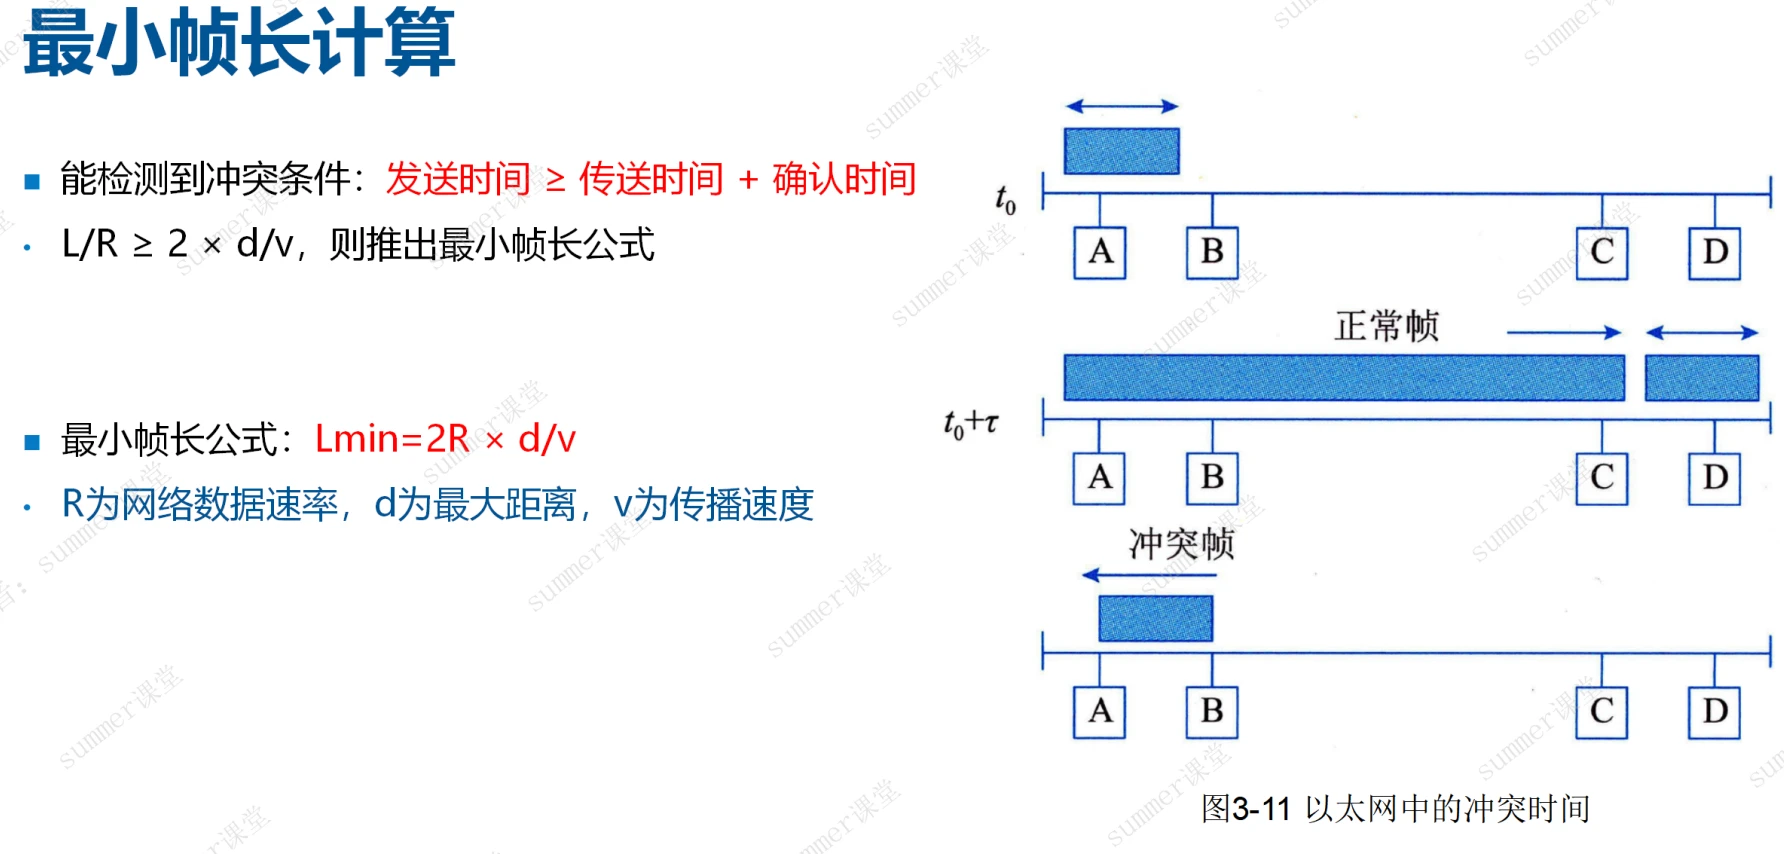 最小帧长计算
■ 能检测到冲突条件：发送时间 ≥ 传送时间 + 确认时间
• L/R ≥ 2 × d/v，则推出最小帧长公式
■ 最小帧长公式：Lmin=2R × d/v
• R为网络数据速率，d为最大距离，v为传播速度
t₀
A B C D
正常帧
t₀+τ
A B C D
冲突帧
A B C D
图3-11 以太网中的冲突时间
summer课堂